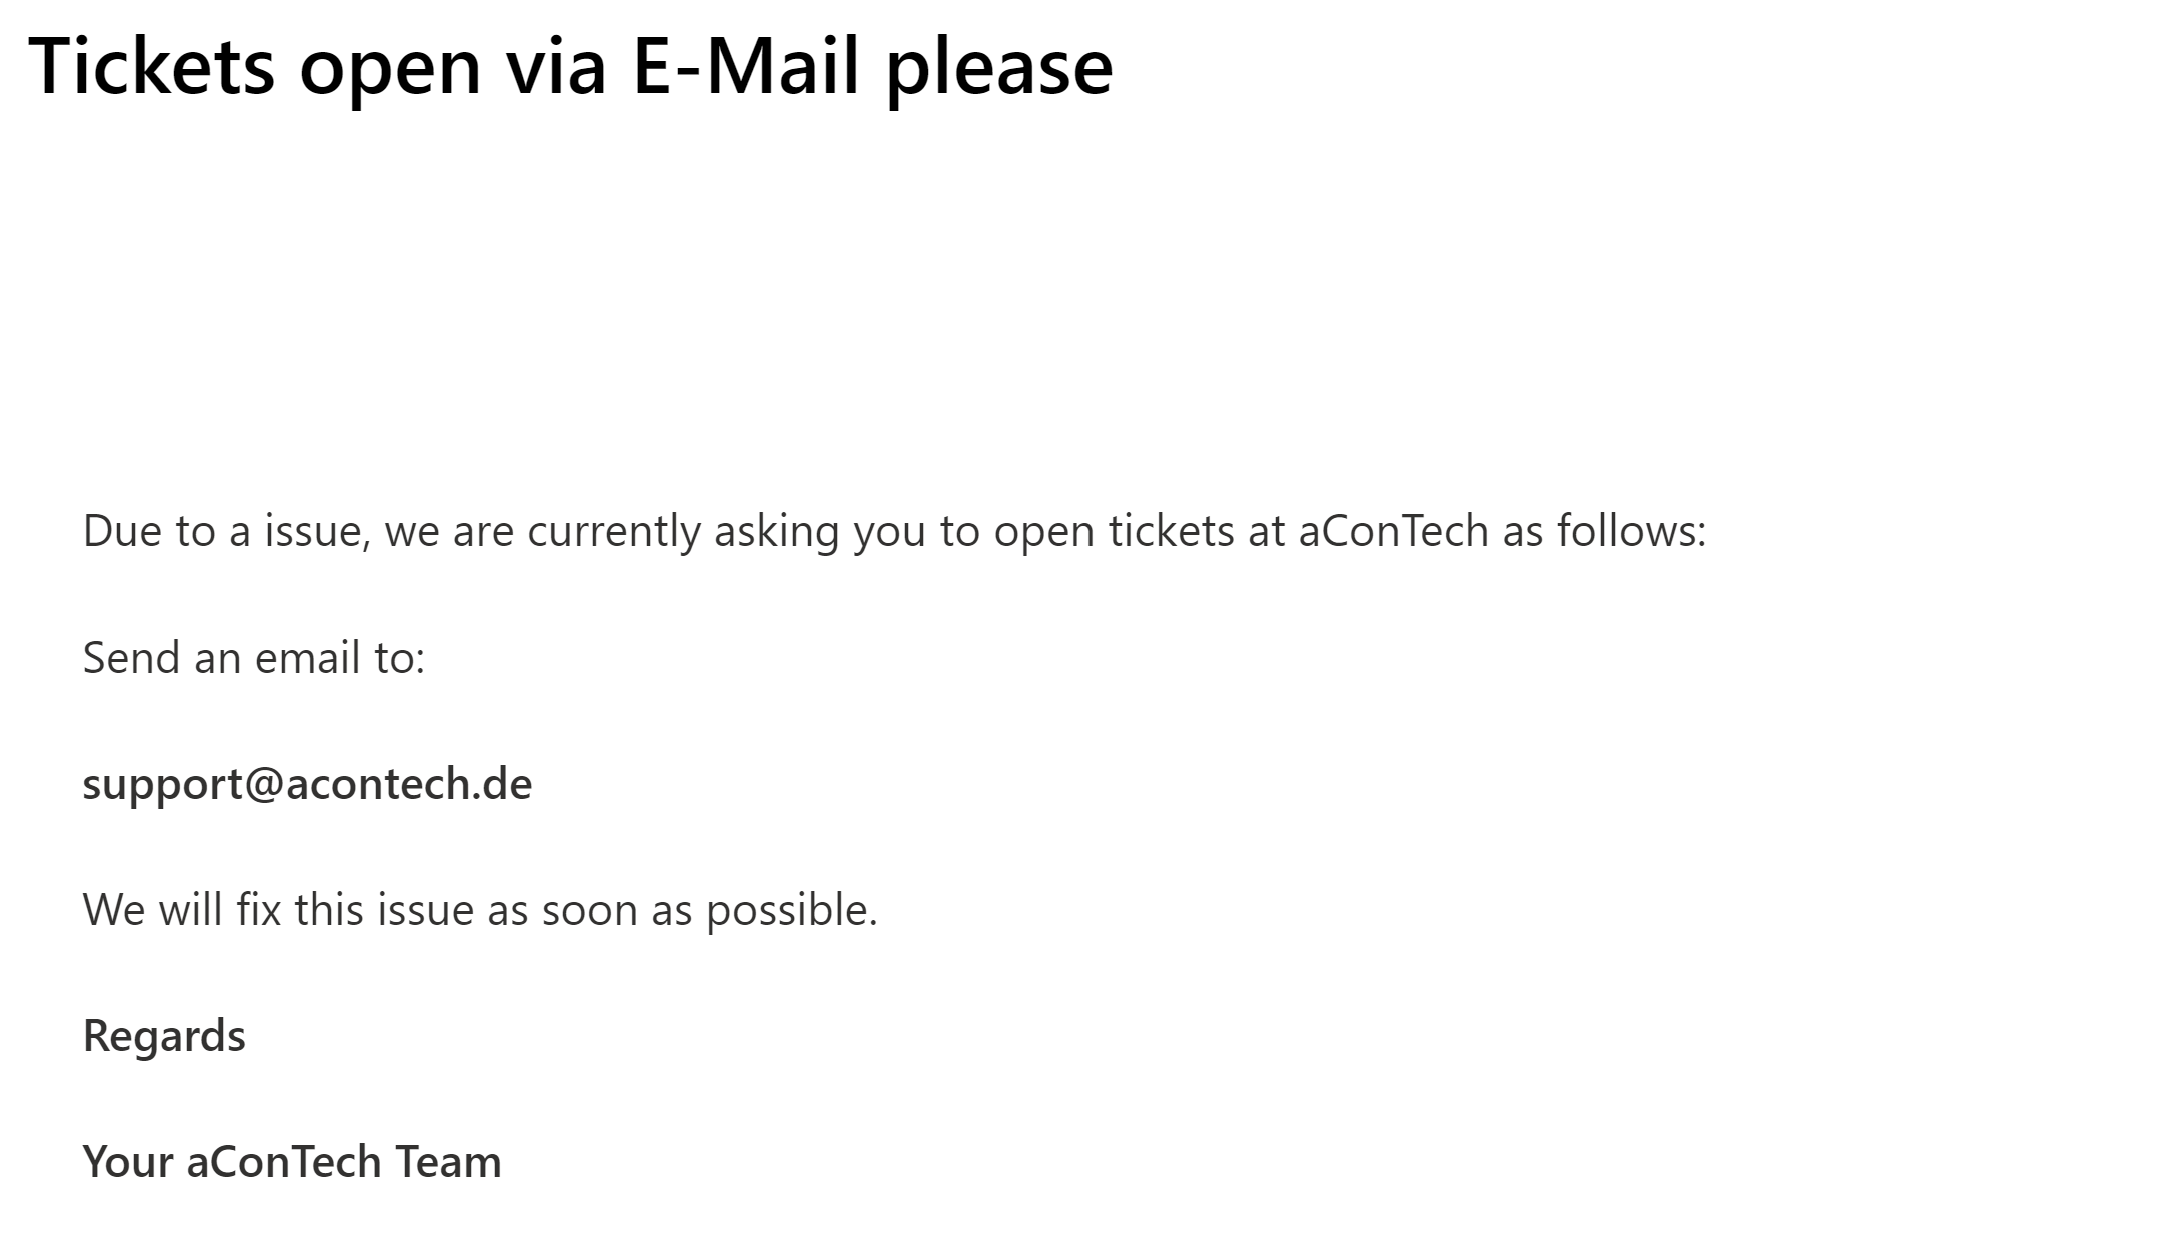 Tickets open via E-Mail please
Due to a issue, we are currently asking you to open tickets at aConTech as follows:
Send an email to:
support@acontech.de
We will fix this issue as soon as possible.
Regards
Your aConTech Team